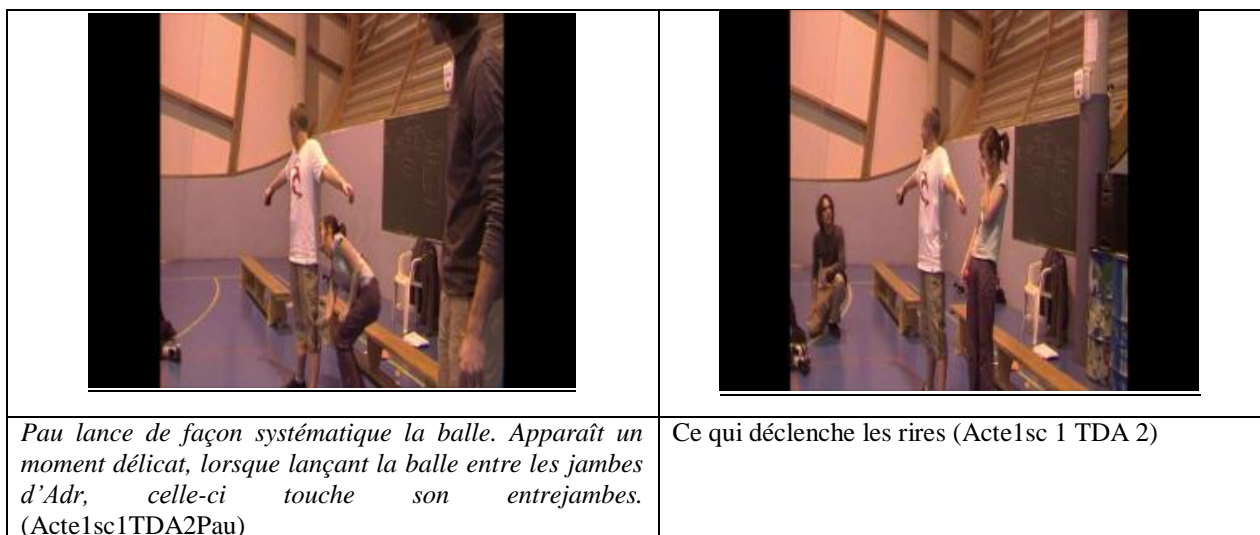 Pau lance de façon systématique la balle. Apparaît un
moment délicat, lorsque lançant la balle entre les jambes
d’Adr, celle-ci touche son entrejambes.
(Acte1sc1TDA2Pau)
Ce qui déclenche les rires (Acte1sc 1 TDA 2)